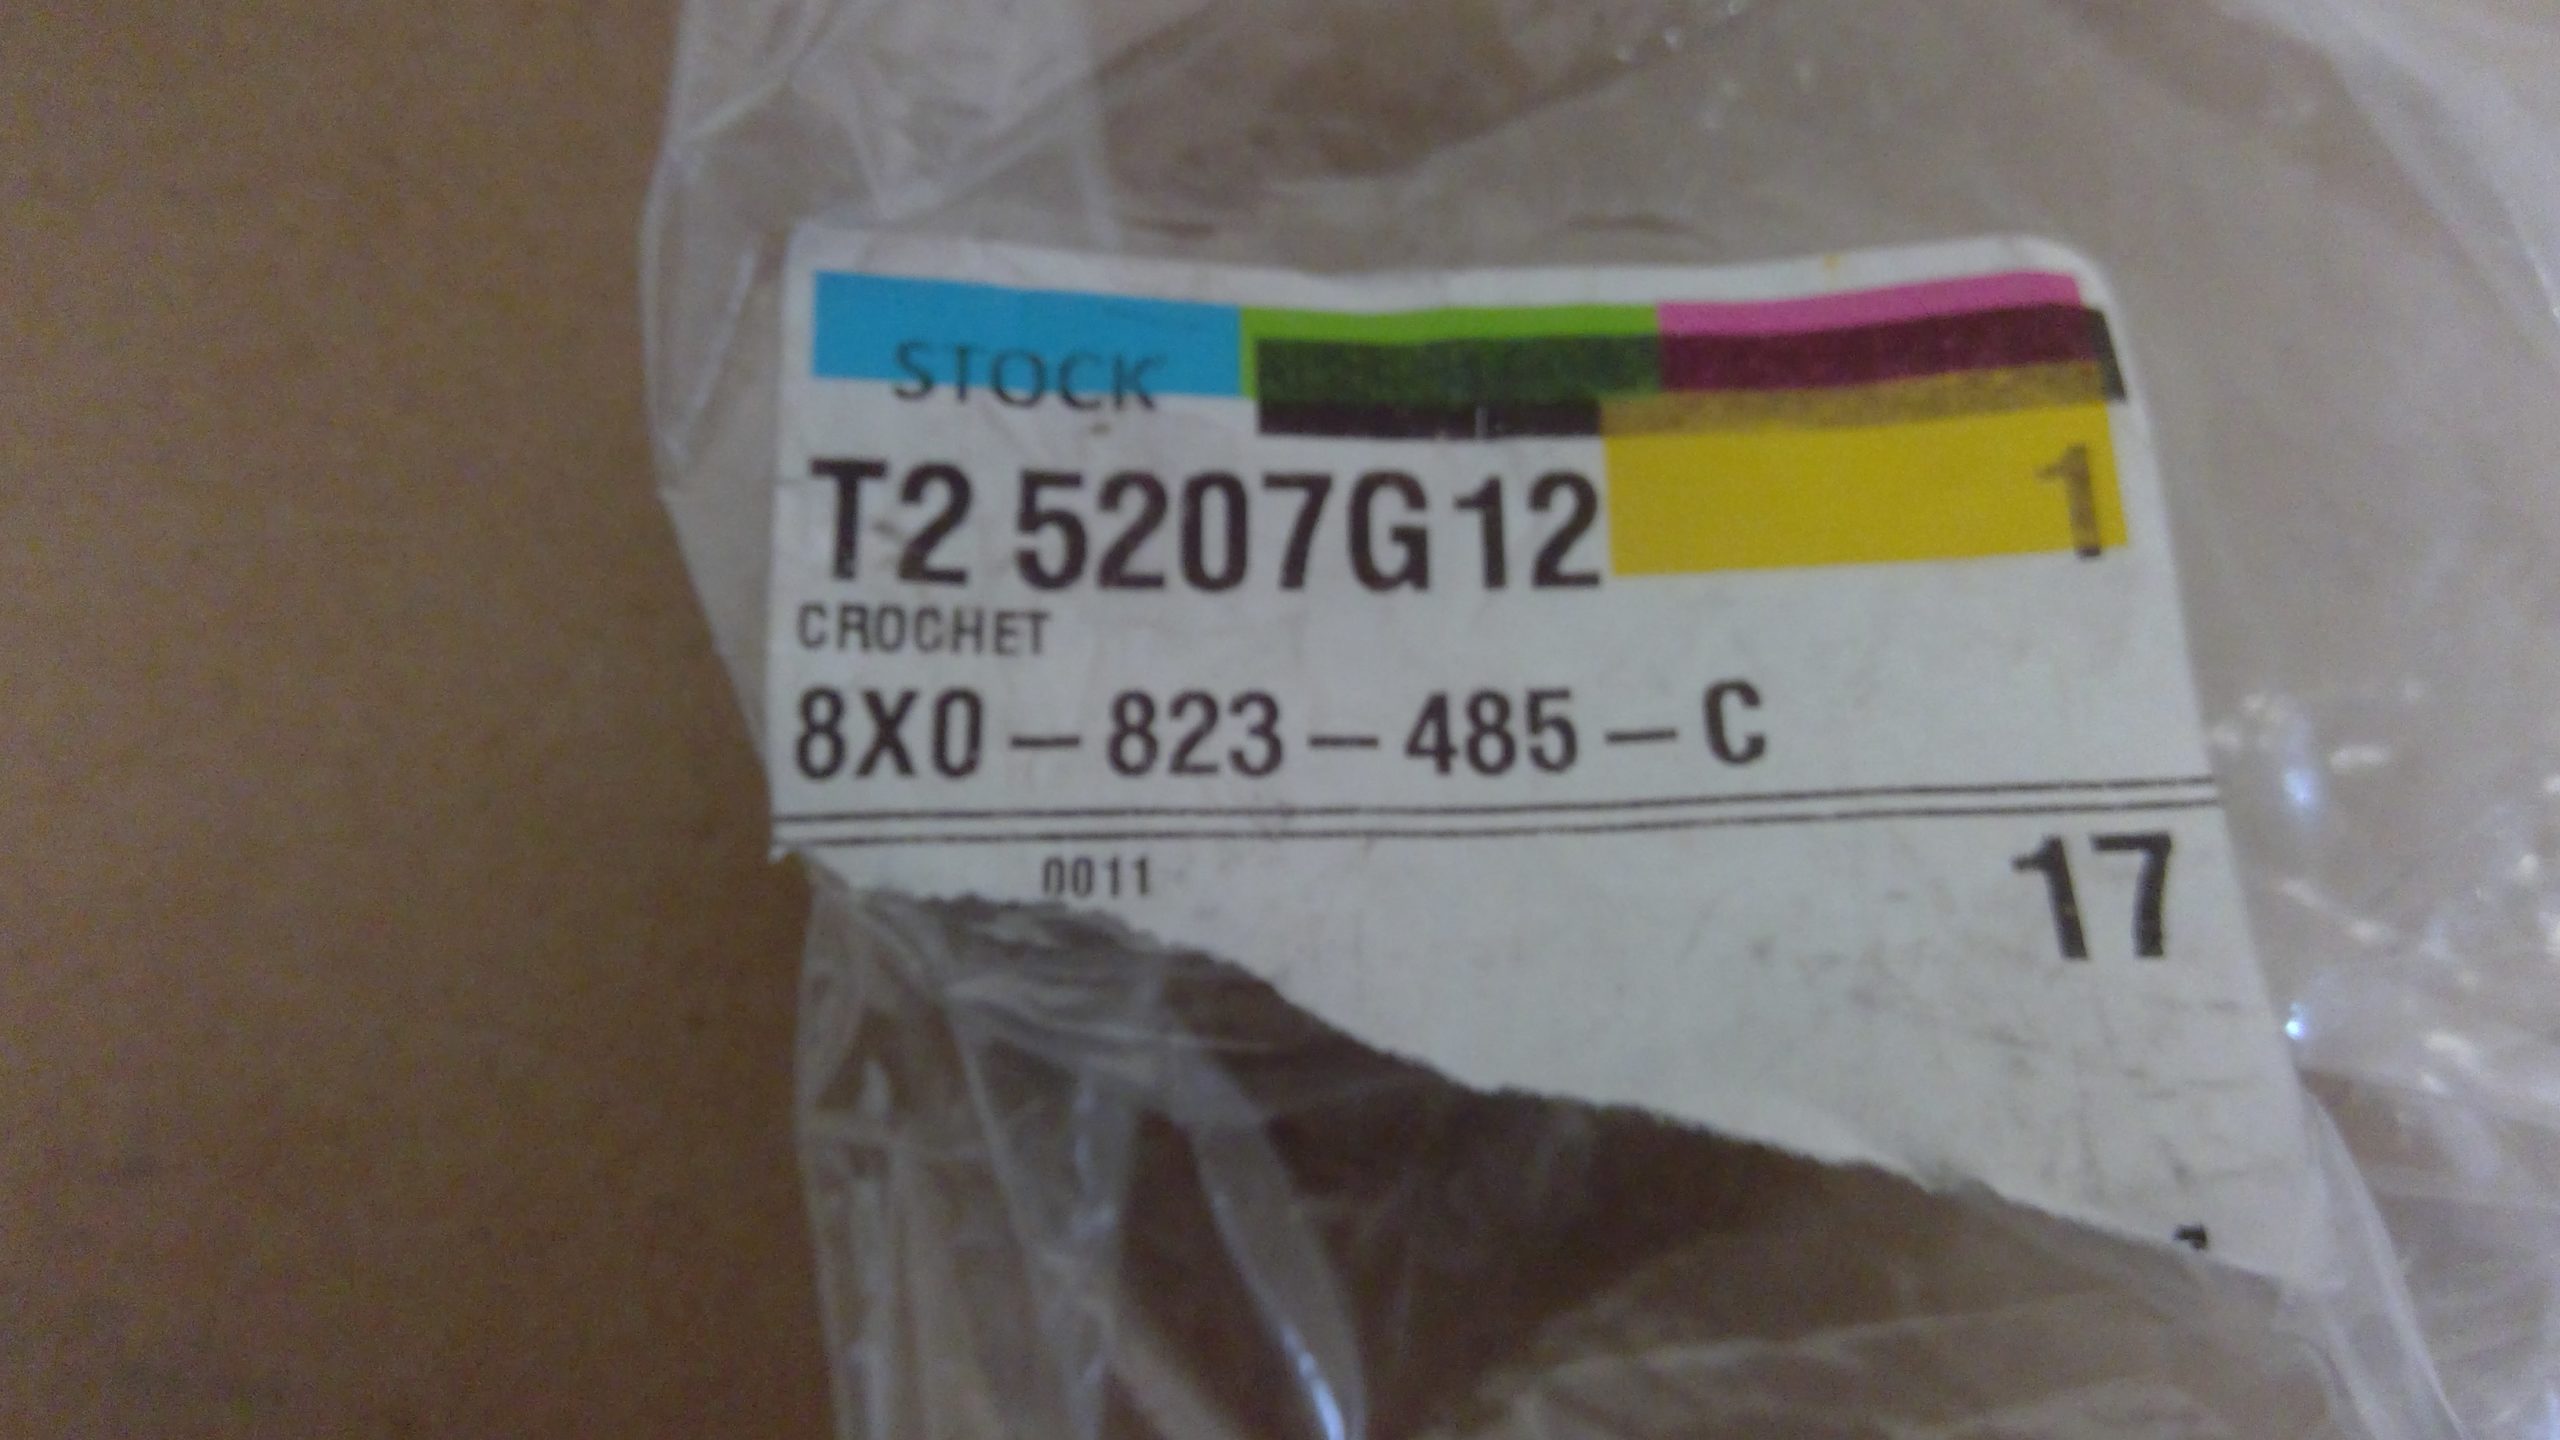 STOCK
T2 5207G12 1
CROCHET
8X0-823-485-C
0011 17